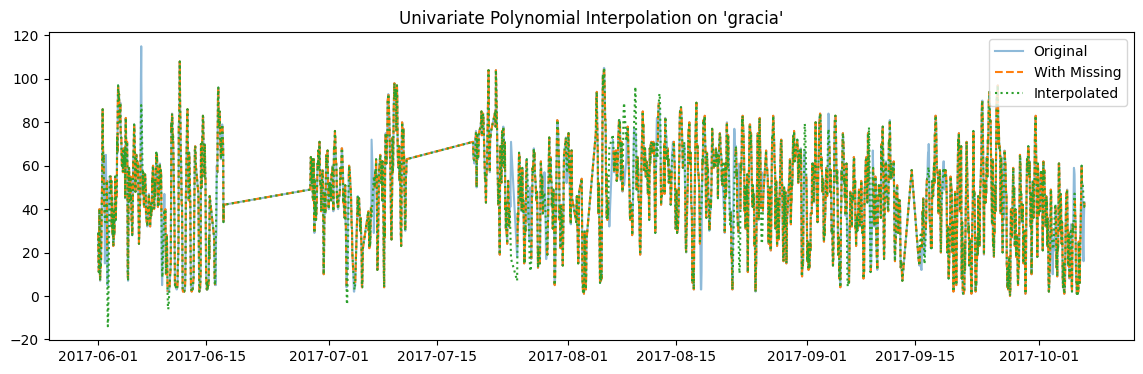 Univariate Polynomial Interpolation on 'gracia'
Original
With Missing
Interpolated
120
100
80
60
40
20
0
−20
2017-06-01 2017-06-15 2017-07-01 2017-07-15 2017-08-01 2017-08-15 2017-09-01 2017-09-15 2017-10-01